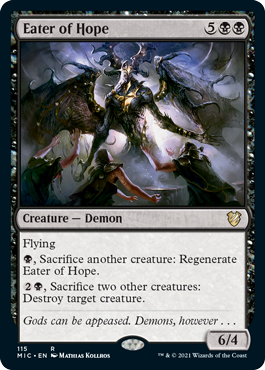 Eater of Hope 5
Creature — Demon
Flying
, Sacrifice another creature: Regenerate
Eater of Hope.
2, Sacrifice two other creatures:
Destroy target creature.
Gods can be appeased. Demons, however . . .
6/4
115 R
MIC • EN MATHIAS KOLLROS ™ & © 2021 Wizards of the Coast